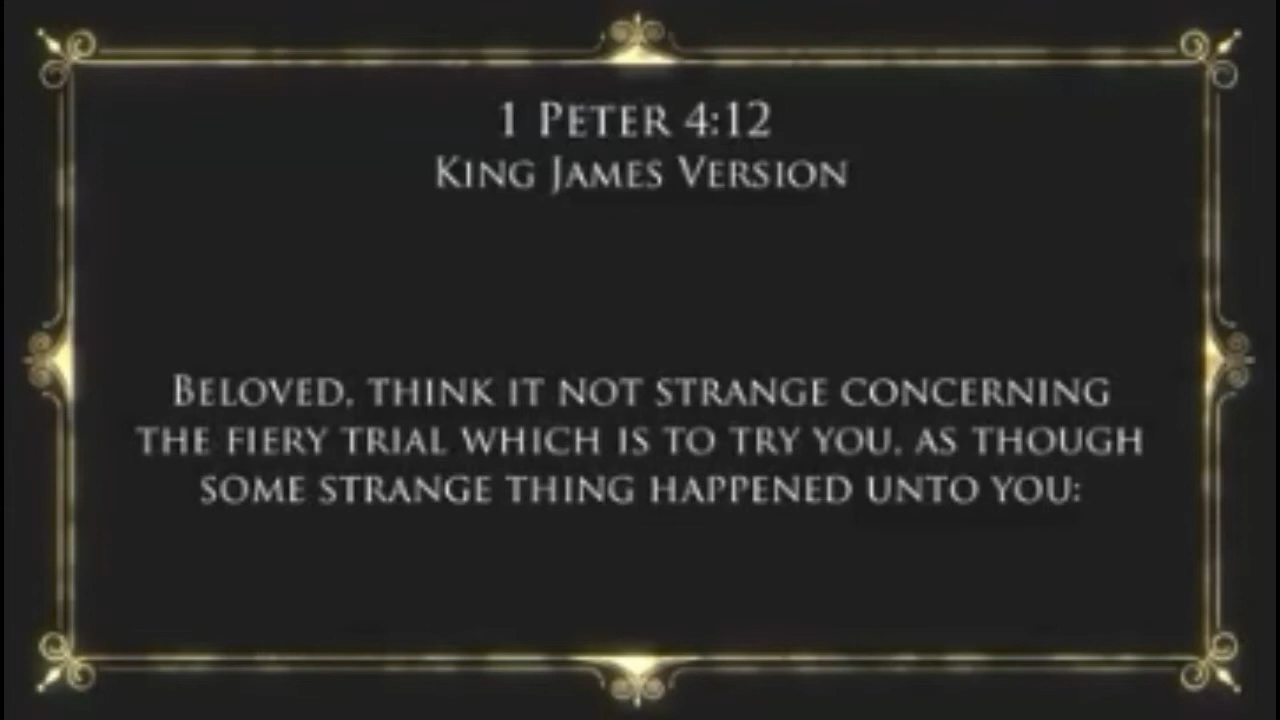 1 Peter 4:12
King James Version
Beloved, think it not strange concerning
the fiery trial which is to try you, as though
some strange thing happened unto you: